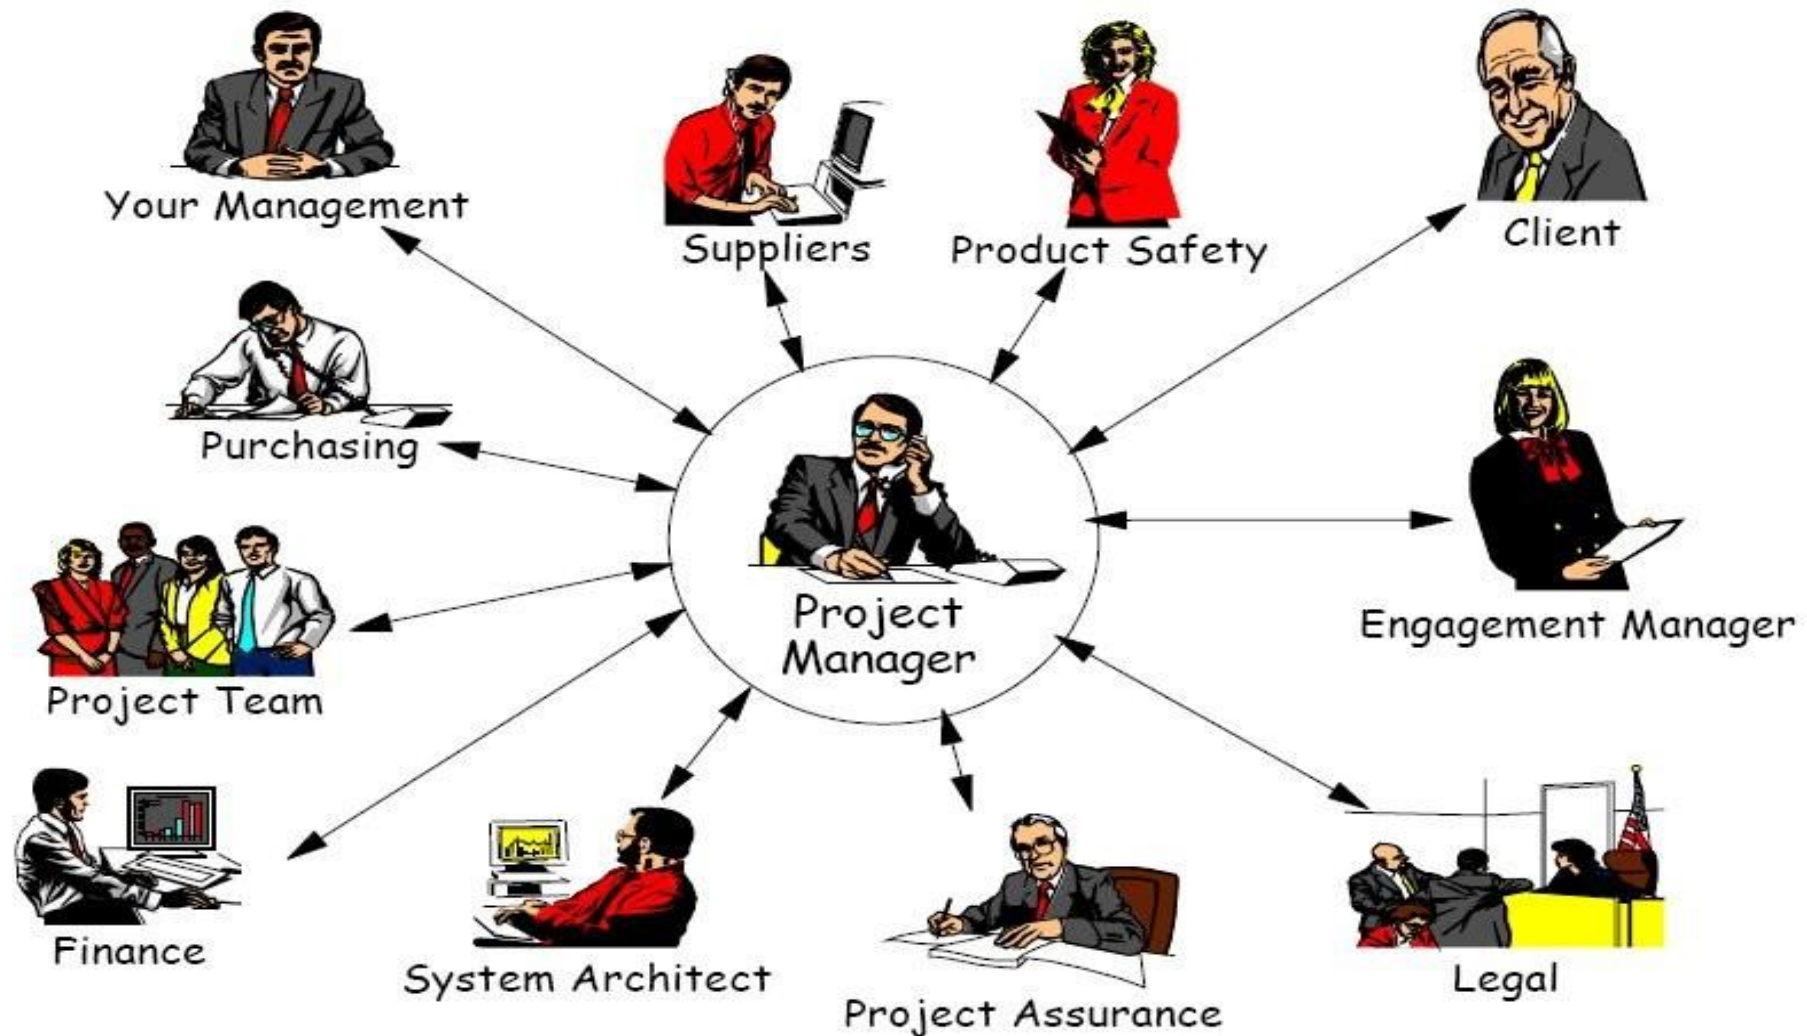 Your Management
Suppliers
Product Safety
Client
Purchasing
Engagement Manager
Project
Manager
Project Team
Finance
System Architect
Project Assurance
Legal